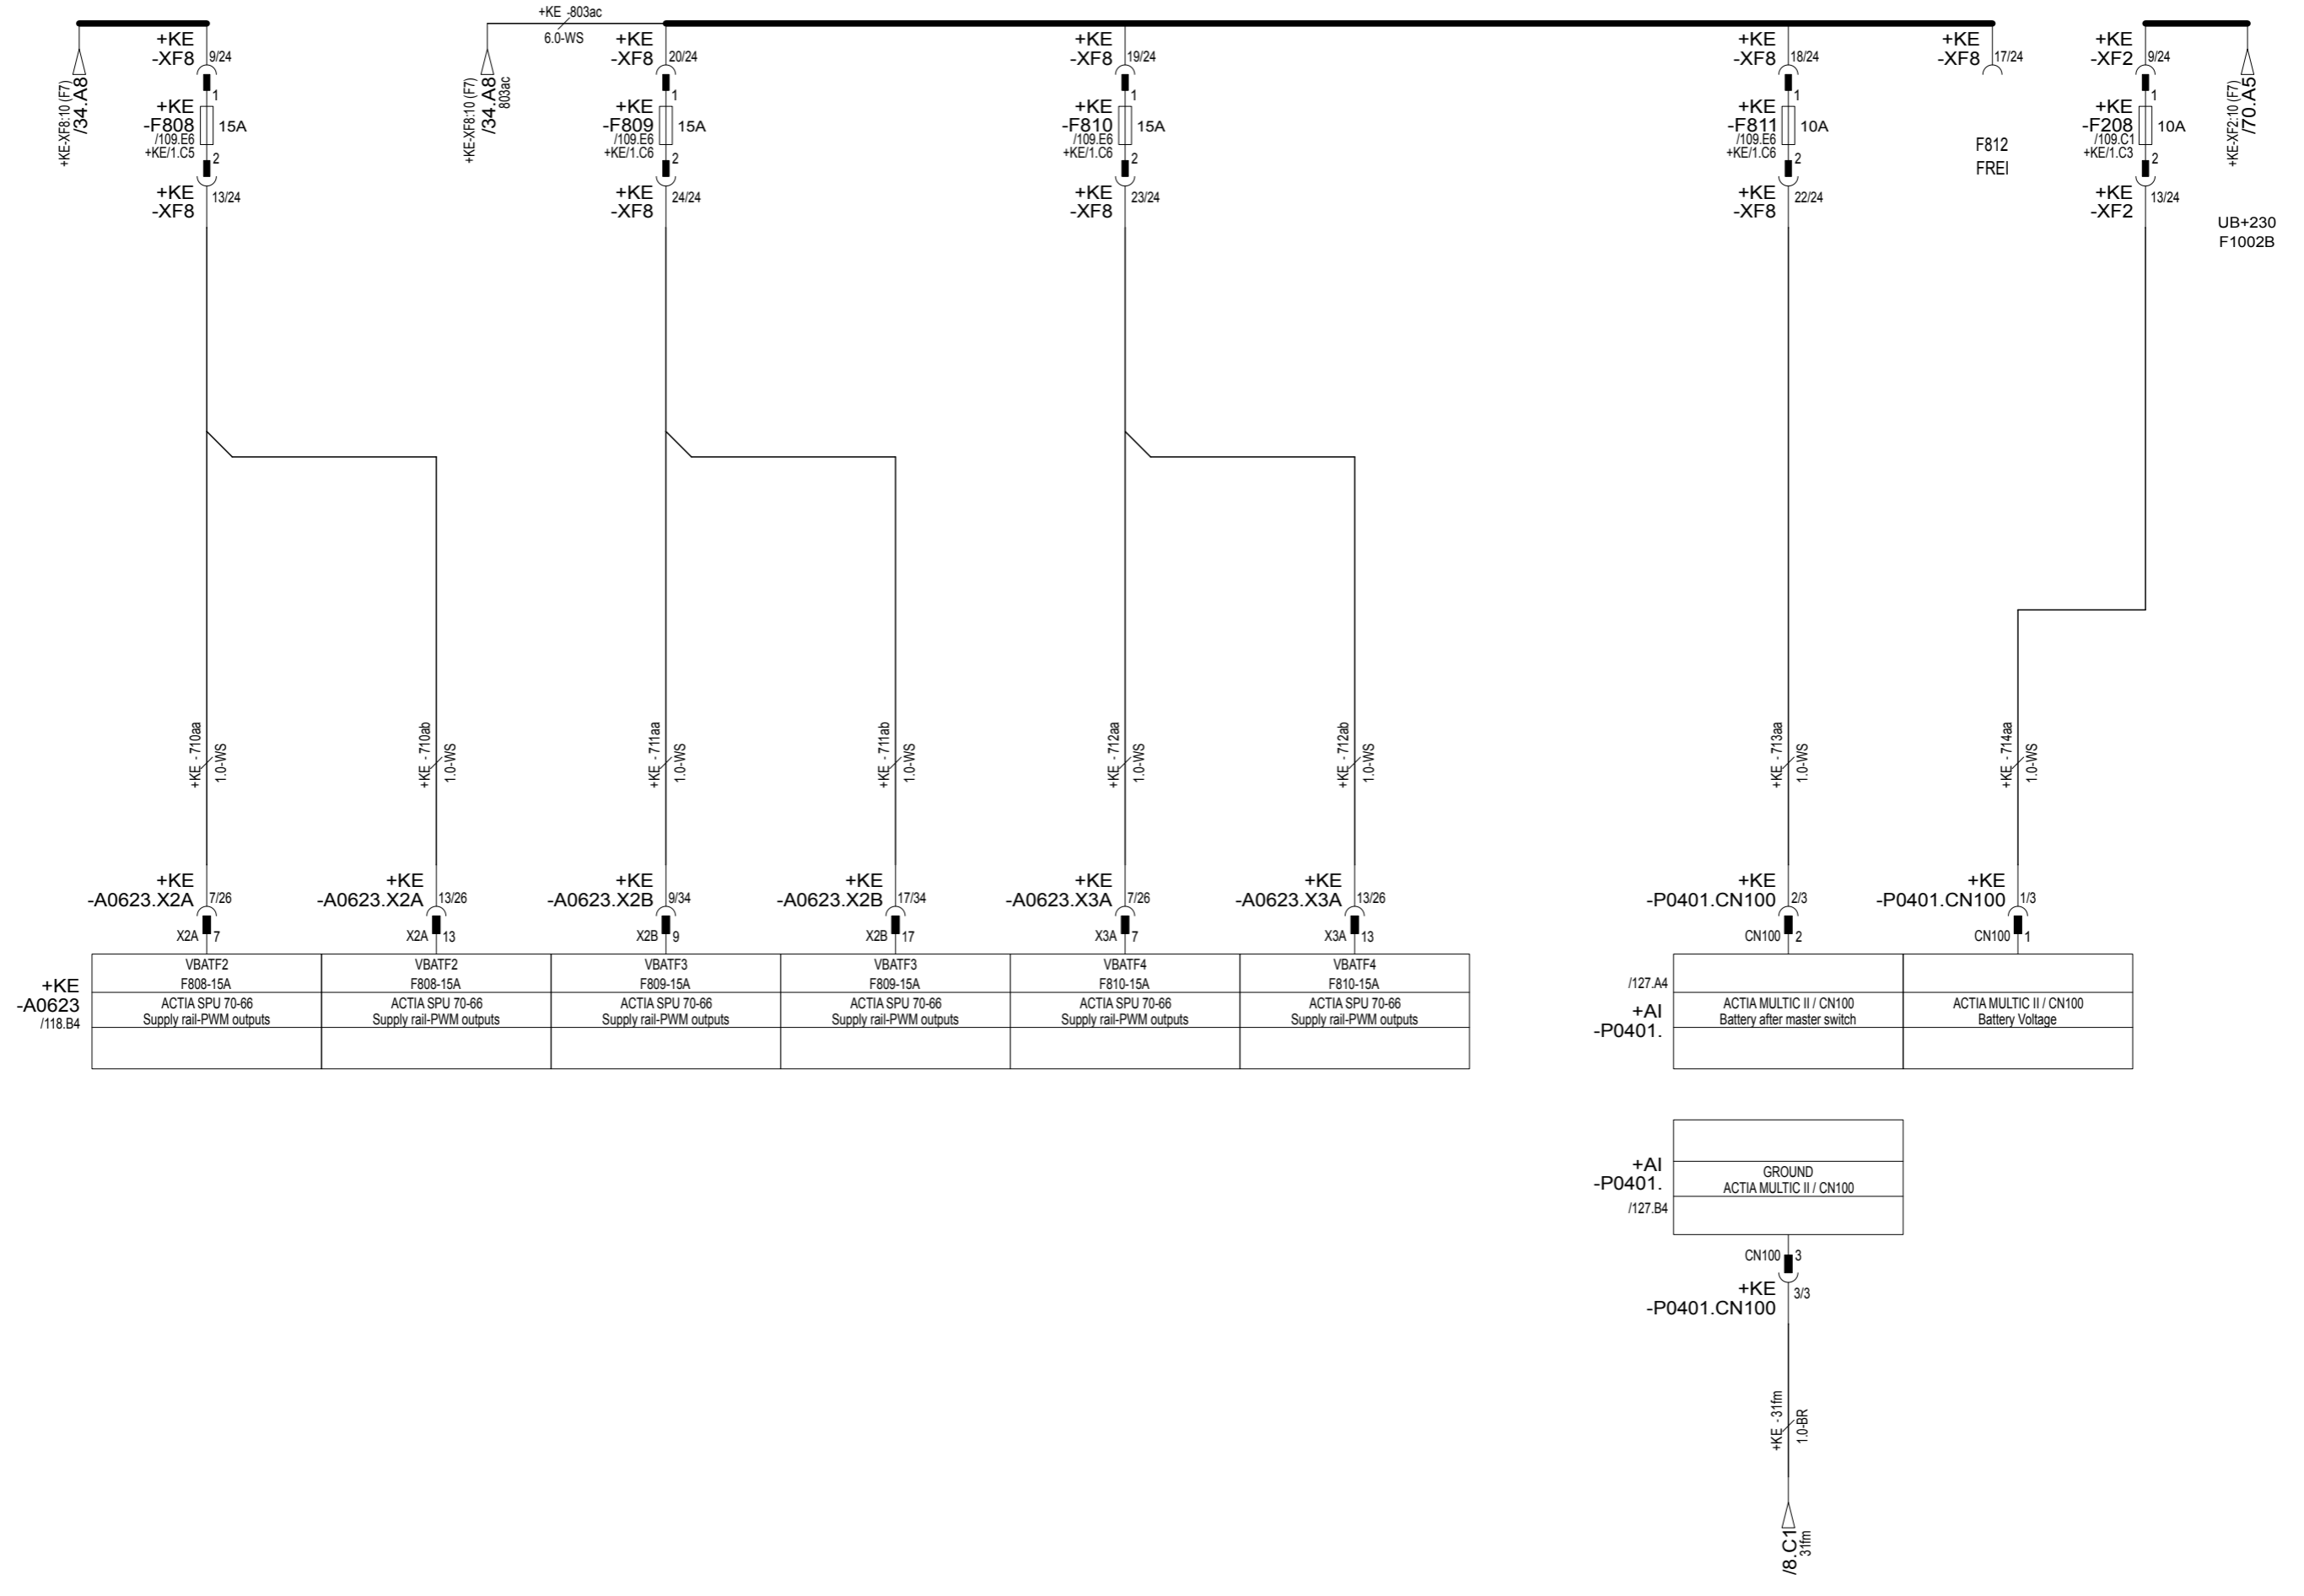 +KE -803ac
6.0-WS
+KE-XF8:10 (F7)
/34.A8
+KE
-XF8 9/24
1
+KE
-F808 15A
/109.E6
+KE/1.C5
2
+KE
-XF8 13/24
+KE-XF8:10 (F7)
/34.A8
803ac
+KE
-XF8 20/24
1
+KE
-F809 15A
/109.E6
+KE/1.C6
2
+KE
-XF8 24/24
+KE
-XF8 19/24
1
+KE
-F810 15A
/109.E6
+KE/1.C6
2
+KE
-XF8 23/24
+KE
-XF8 18/24
1
+KE
-F811 10A
/109.E6
+KE/1.C6
2
+KE
-XF8 22/24
+KE
-XF8 17/24
F812
FREI
+KE
-XF2 9/24
1
+KE
-F208 10A
/109.C1
+KE/1.C3
2
+KE
-XF2 13/24
+KE-XF2:10 (F7)
/70.A5
UB+230
F1002B
+KE - 710aa
1.0-WS
+KE - 710ab
1.0-WS
+KE - 711aa
1.0-WS
+KE - 711ab
1.0-WS
+KE - 712aa
1.0-WS
+KE - 712ab
1.0-WS
+KE - 713aa
1.0-WS
+KE - 714aa
1.0-WS
+KE
-A0623.X2A 7/26
X2A 7
+KE
-A0623.X2A 13/26
X2A 13
+KE
-A0623.X2B 9/34
X2B 9
+KE
-A0623.X2B 17/34
X2B 17
+KE
-A0623.X3A 7/26
X3A 7
+KE
-A0623.X3A 13/26
X3A 13
+KE
-P0401.CN100 2/3
CN100 2
+KE
-P0401.CN100 1/3
CN100 1
+KE
-A0623
/118.B4
VBATF2
F808-15A
ACTIA SPU 70-66
Supply rail-PWM outputs
VBATF2
F808-15A
ACTIA SPU 70-66
Supply rail-PWM outputs
VBATF3
F809-15A
ACTIA SPU 70-66
Supply rail-PWM outputs
VBATF3
F809-15A
ACTIA SPU 70-66
Supply rail-PWM outputs
VBATF4
F810-15A
ACTIA SPU 70-66
Supply rail-PWM outputs
VBATF4
F810-15A
ACTIA SPU 70-66
Supply rail-PWM outputs
/127.A4
+AI
-P0401.
ACTIA MULTIC II / CN100
Battery after master switch
ACTIA MULTIC II / CN100
Battery Voltage
+AI
-P0401.
/127.B4
GROUND
ACTIA MULTIC II / CN100
CN100 3
+KE
-P0401.CN100 3/3
+KE - 31fm
1.0-BR
/8.C1
31fm